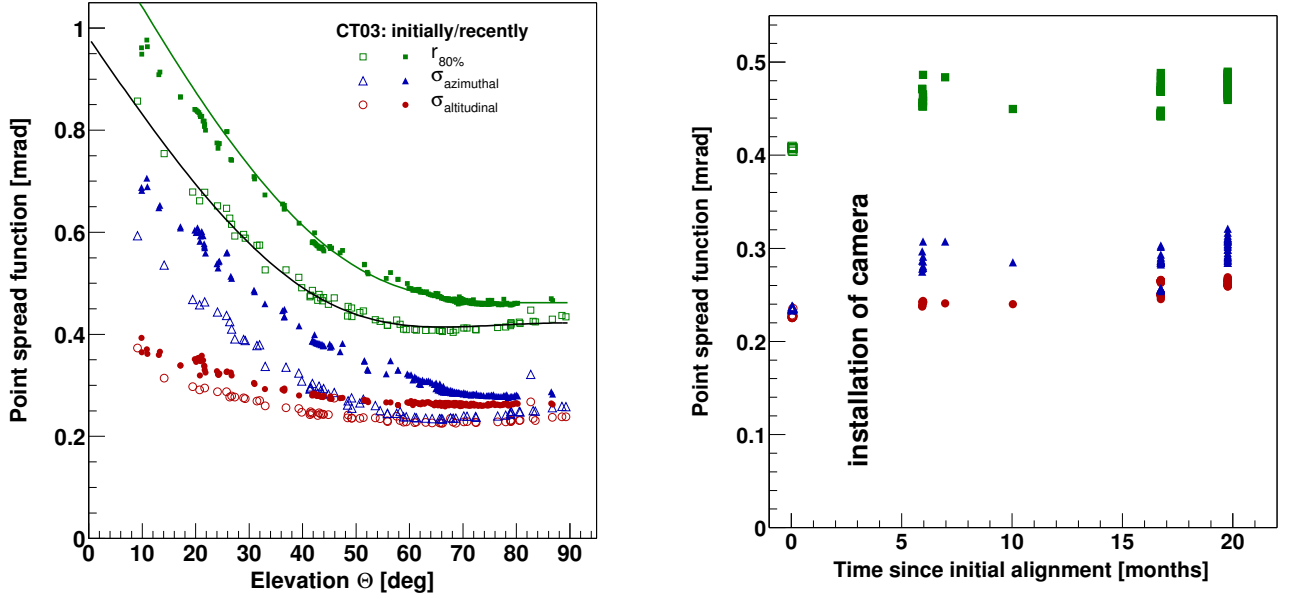 Point spread function [mrad]
1
0.8
0.6
0.4
0.2
0
CT03: initially/recently
r80%
σazimuthal
σaltitudinal
0 10 20 30 40 50 60 70 80 90
Elevation Θ [deg]
Point spread function [mrad]
0.5
0.4
0.3
0.2
0.1
0
installation of camera
0 5 10 15 20
Time since initial alignment [months]